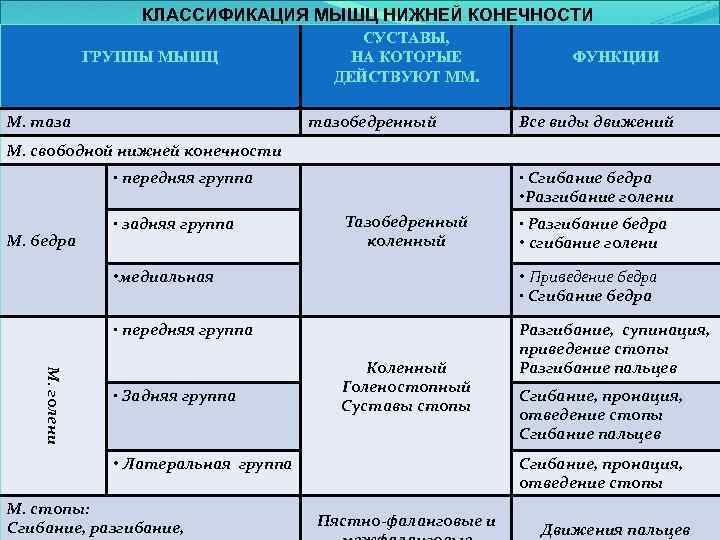 КЛАССИФИКАЦИЯ МЫШЦ НИЖНЕЙ КОНЕЧНОСТИ
ГРУППЫ МЫШЦ
СУСТАВЫ,
НА КОТОРЫЕ
ДЕЙСТВУЮТ ММ.
ФУНКЦИИ
М. таза
тазобедренный
Все виды движений
М. свободной нижней конечности
М. бедра
• передняя группа
Тазобедренный
коленный
• Сгибание бедра
•Разгибание голени
• задняя группа
• Разгибание бедра
• сгибание голени
•медиальная
• Приведение бедра
• Сгибание бедра
М. голени
• передняя группа
Коленный
Голеностопный
Суставы стопы
Разгибание, супинация,
приведение стопы
Разгибание пальцев
• Задняя группа
Сгибание, пронация,
отведение стопы
Сгибание пальцев
• Латеральная группа
Сгибание, пронация,
отведение стопы
М. стопы:
Сгибание, разгибание,
Пястно-фаланговые и
Движения пальцев